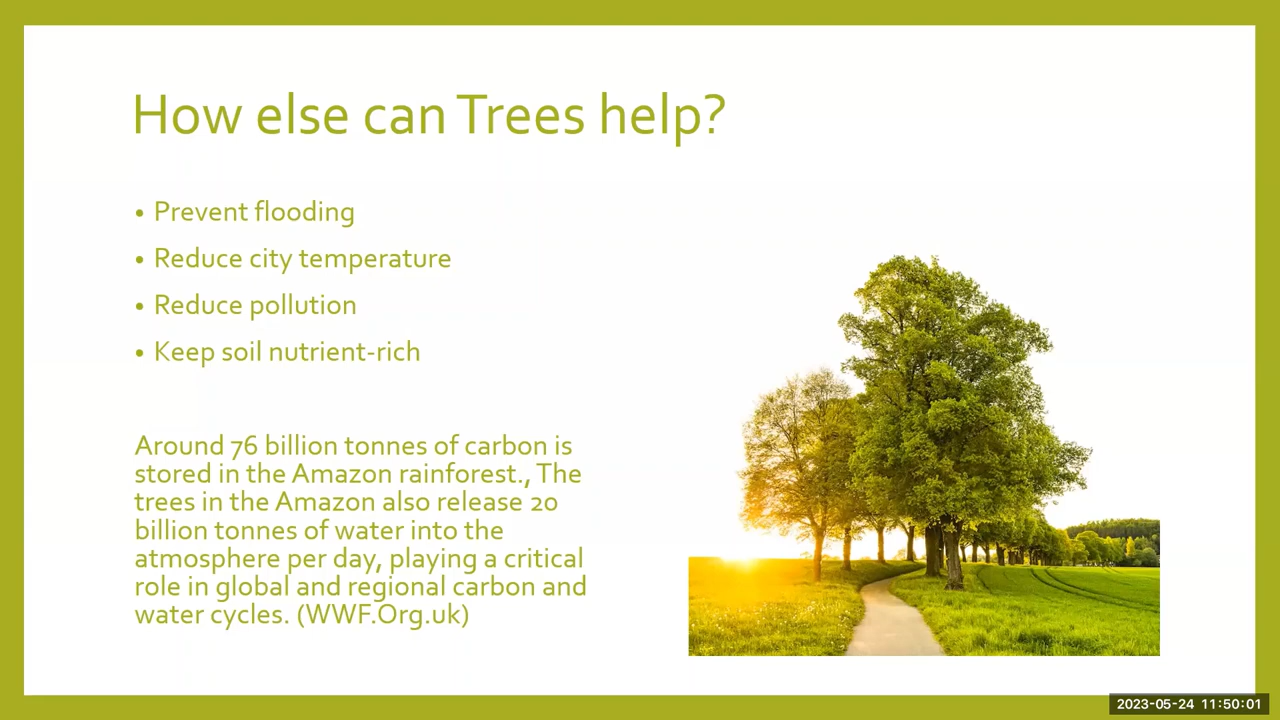 How else can Trees help?
• Prevent flooding
• Reduce city temperature
• Reduce pollution
• Keep soil nutrient-rich
Around 76 billion tonnes of carbon is
stored in the Amazon rainforest., The
trees in the Amazon also release 20
billion tonnes of water into the
atmosphere per day, playing a critical
role in global and regional carbon and
water cycles. (WWF.Org.uk)
2023-05-24 11:50:01